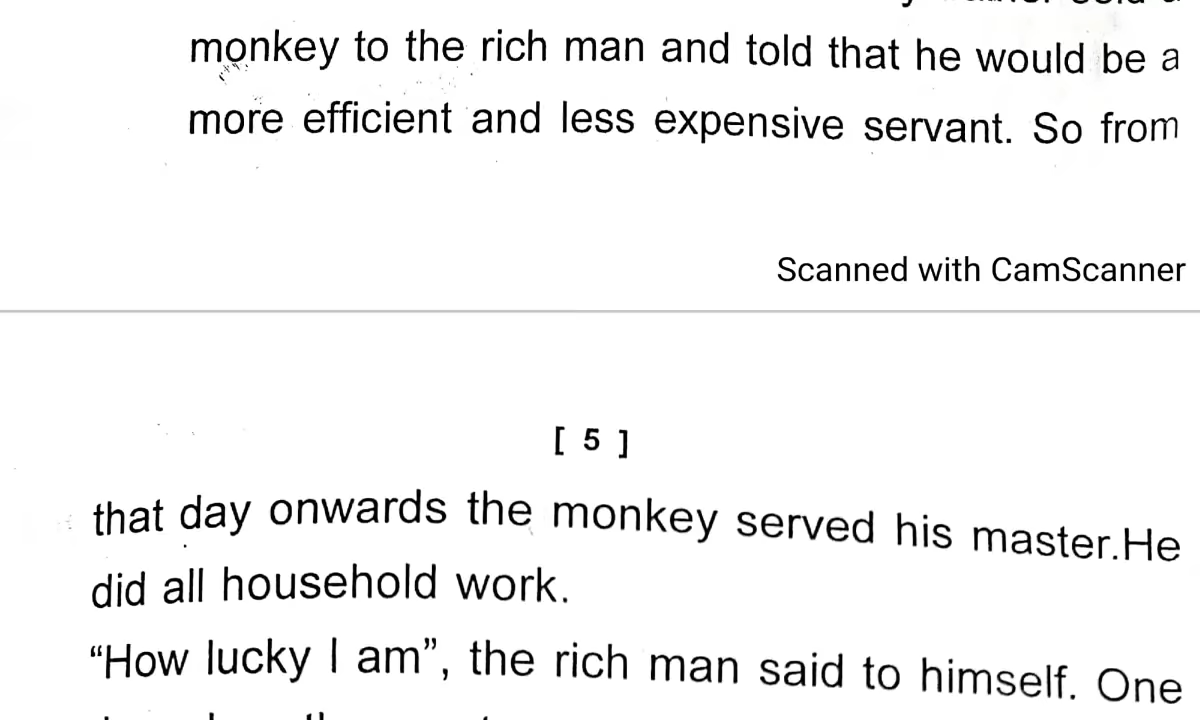 monkey to the rich man and told that he would be a
more efficient and less expensive servant. So from
Scanned with CamScanner
[ 5 ]
that day onwards the monkey served his master.He
did all household work.
“How lucky I am”, the rich man said to himself. One